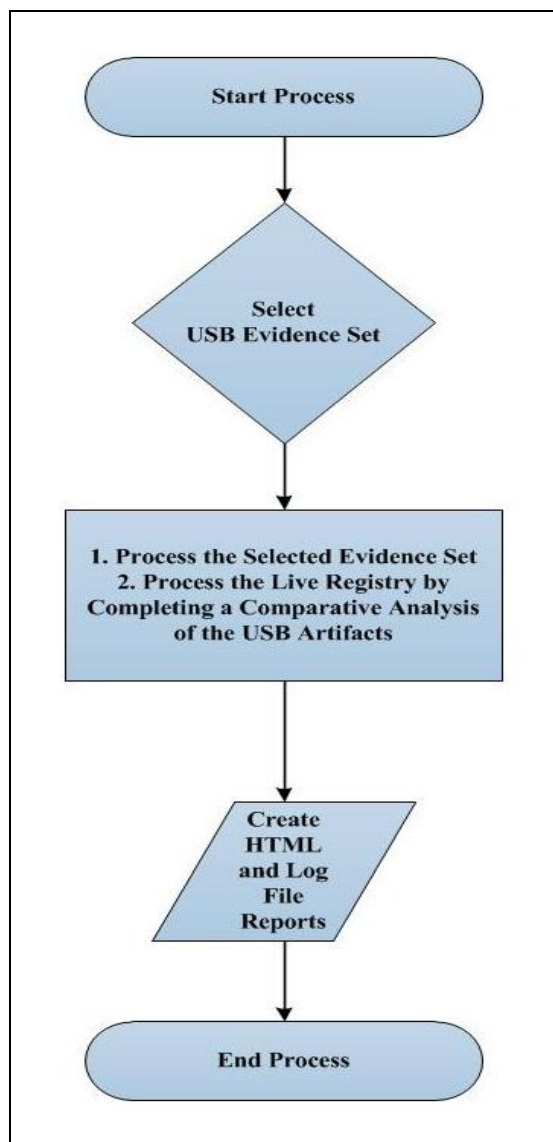 Start Process
Select
USB Evidence Set
1. Process the Selected Evidence Set
2. Process the Live Registry by
Completing a Comparative Analysis
of the USB Artifacts
Create
HTML
and Log
File
Reports
End Process